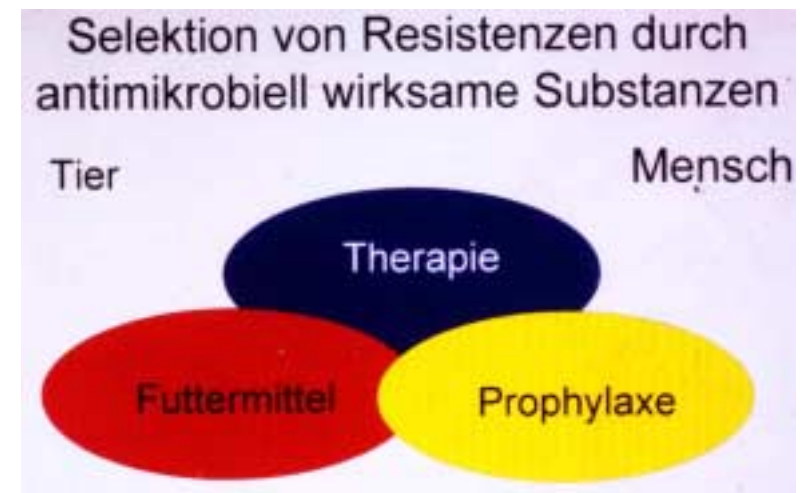 Selektion von Resistenzen durch
antimikrobiell wirksame Substanzen
Tier
Mensch
Therapie
Futtermittel
Prophylaxe